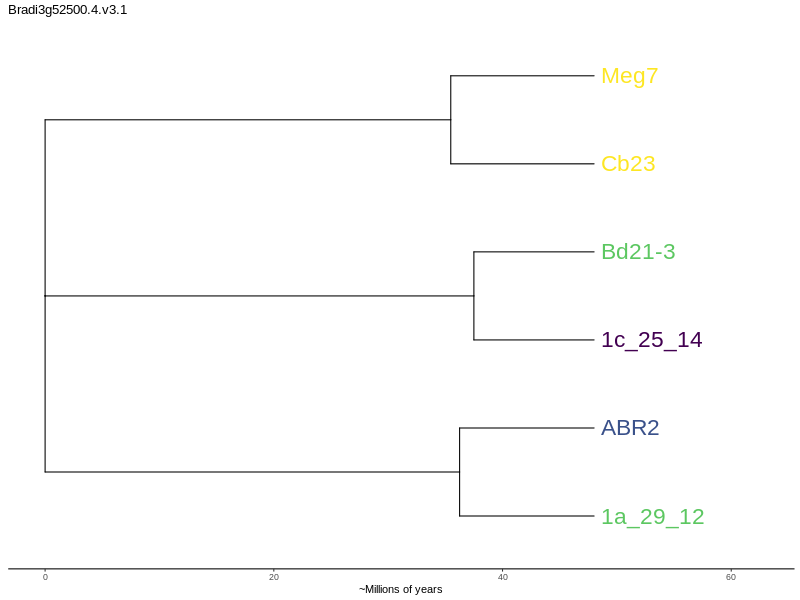 Bradi3g52500.4.v3.1
Meg7
Cb23
Bd21-3
1c_25_14
ABR2
1a_29_12
0 20 40 60
~Millions of years